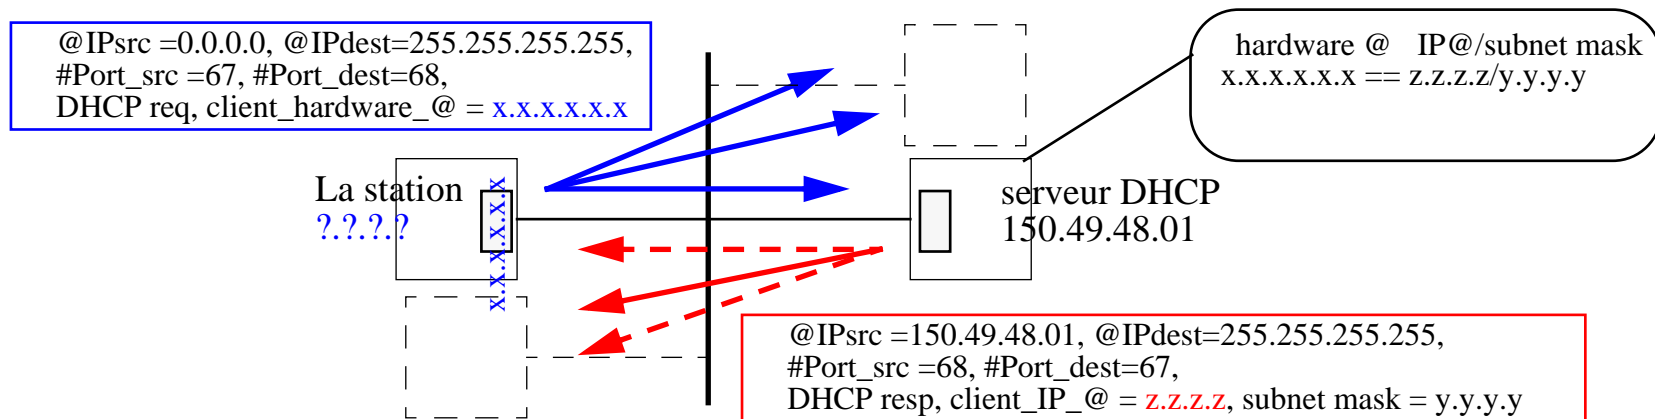 @IPsrc =0.0.0.0, @IPdest=255.255.255.255,
#Port_src =67, #Port_dest=68,
DHCP req, client_hardware_@ = x.x.x.x.x.x
hardware @ IP@/subnet mask
x.x.x.x.x.x == z.z.z.z/y.y.y.y
La station
?.?.?.?
x.x.x.x.x.x
serveur DHCP
150.49.48.01
@IPsrc =150.49.48.01, @IPdest=255.255.255.255,
#Port_src =68, #Port_dest=67,
DHCP resp, client_IP_@ = z.z.z.z, subnet mask = y.y.y.y